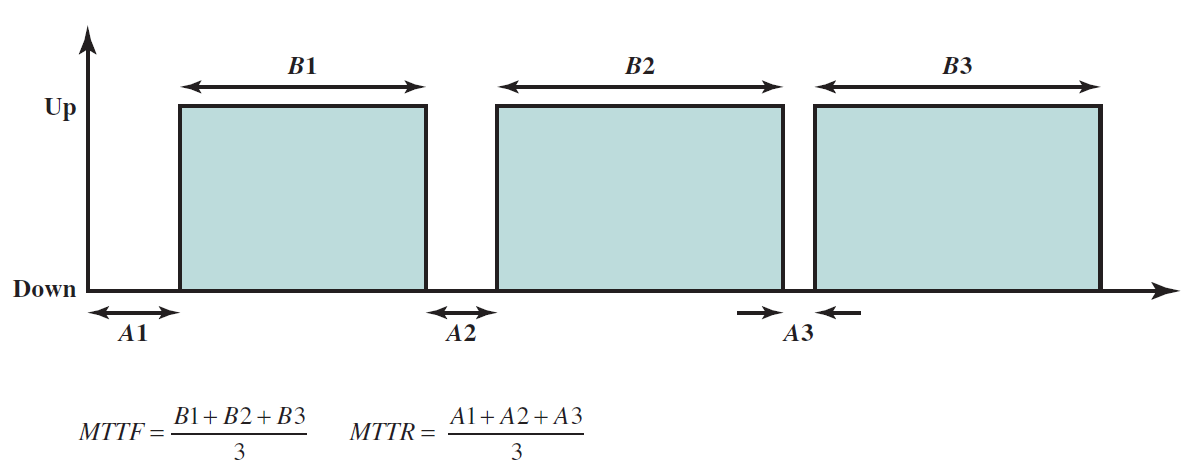 B1 B2 B3
Up
Down
A1 A2 A3
MTTF = B1 + B2 + B3 / 3 MTTR = A1 + A2 + A3 / 3